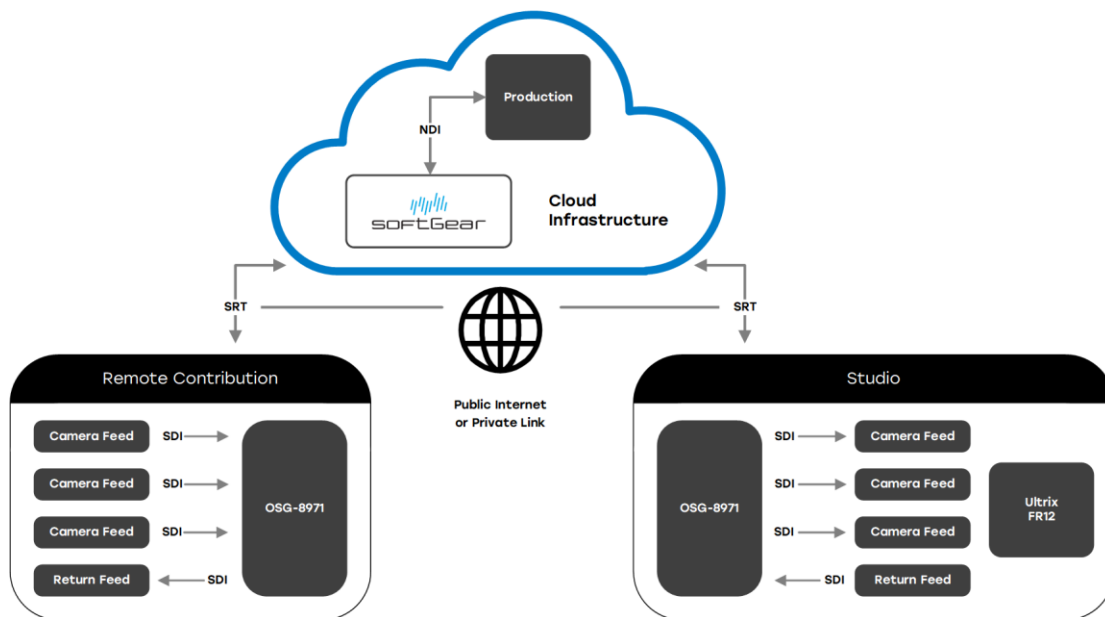 Production
NDI
softGear
Cloud
Infrastructure
SRT
SRT
Public Internet
or Private Link
Remote Contribution
Camera Feed
SDI
Camera Feed
SDI
Camera Feed
SDI
Return Feed
SDI
OSG-8971
Studio
OSG-8971
SDI
Camera Feed
SDI
Camera Feed
SDI
Camera Feed
SDI
Return Feed
Ultrix
FR12